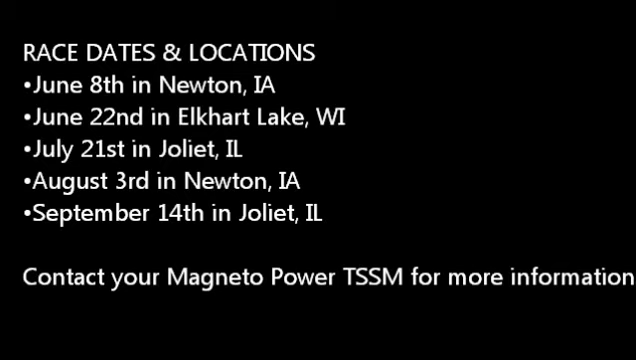 RACE DATES & LOCATIONS
•June 8th in Newton, IA
•June 22nd in Elkhart Lake, WI
•July 21st in Joliet, IL
•August 3rd in Newton, IA
•September 14th in Joliet, IL
Contact your Magneto Power TSSM for more information